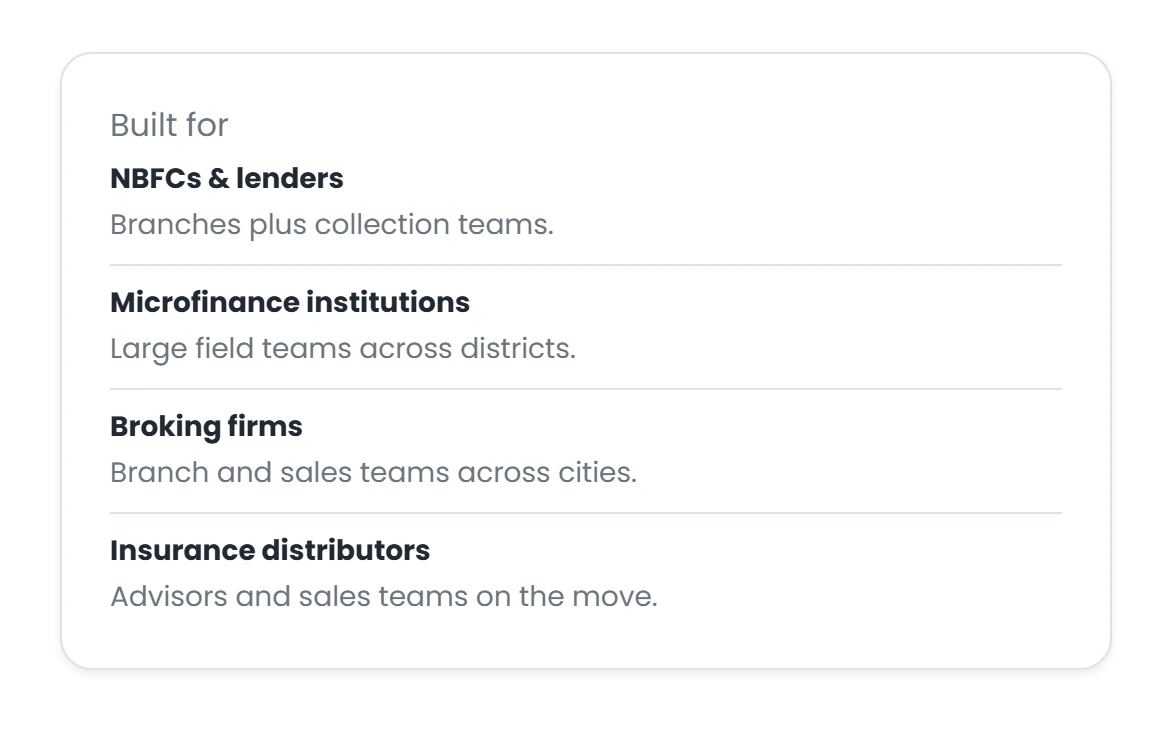 Built for
NBFCs & lenders
Branches plus collection teams.
Microfinance institutions
Large field teams across districts.
Broking firms
Branch and sales teams across cities.
Insurance distributors
Advisors and sales teams on the move.